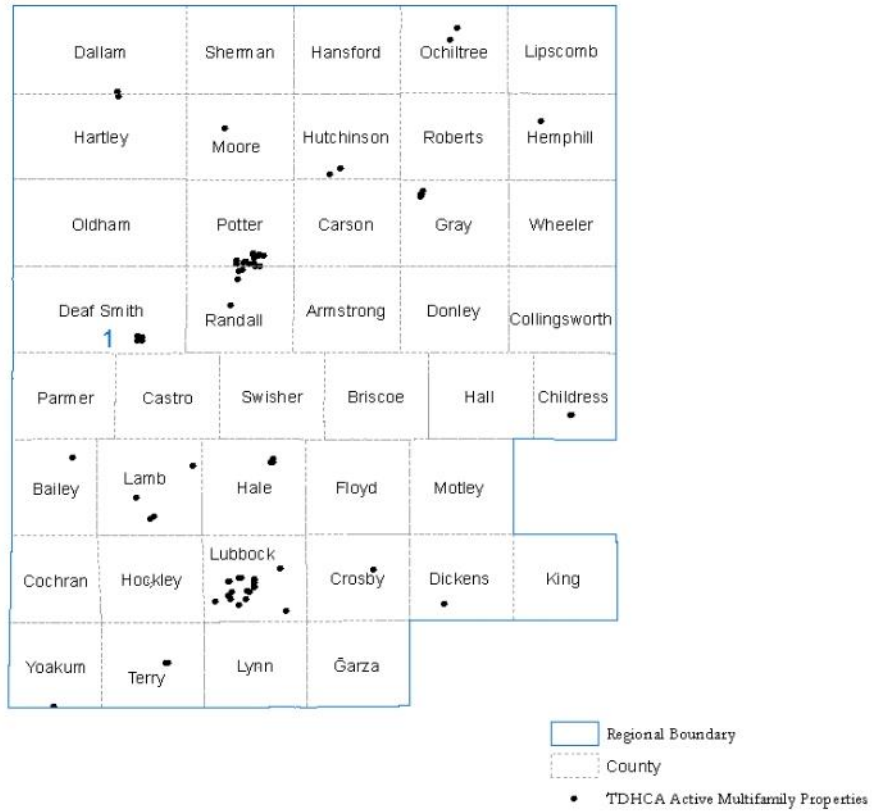 Dallam Sherman Hansford Ochiltree Lipscomb
Hartley Moore Hutchinson Roberts Hemphill
Oldham Potter Carson Gray Wheeler
Deaf Smith Randall Armstrong Donley Collingsworth
1
Parmer Castro Swisher Briscoe Hall Childress
Bailey Lamb Hale Floyd Motley
Cochran Hockley Lubbock Crosby Dickens King
Yoakum Terry Lynn Garza
Regional Boundary
County
TDHCA Active Multifamily Properties